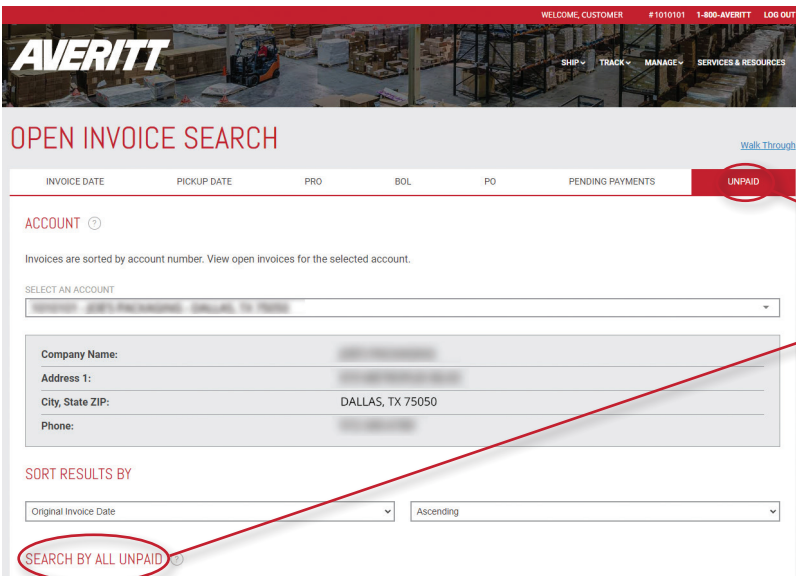 WELCOME, CUSTOMER #1010101 1-800-AVERITT LOG OUT
AVERITT
SHIP TRACK MANAGE SERVICES & RESOURCES
OPEN INVOICE SEARCH
Walk Through
INVOICE DATE PICKUP DATE PRO BOL PO PENDING PAYMENTS UNPAID
ACCOUNT ?
Invoices are sorted by account number. View open invoices for the selected account.
SELECT AN ACCOUNT
Company Name:
Address 1:
City, State ZIP: DALLAS, TX 75050
Phone:
SORT RESULTS BY
Original Invoice Date Ascending
SEARCH BY ALL UNPAID ?